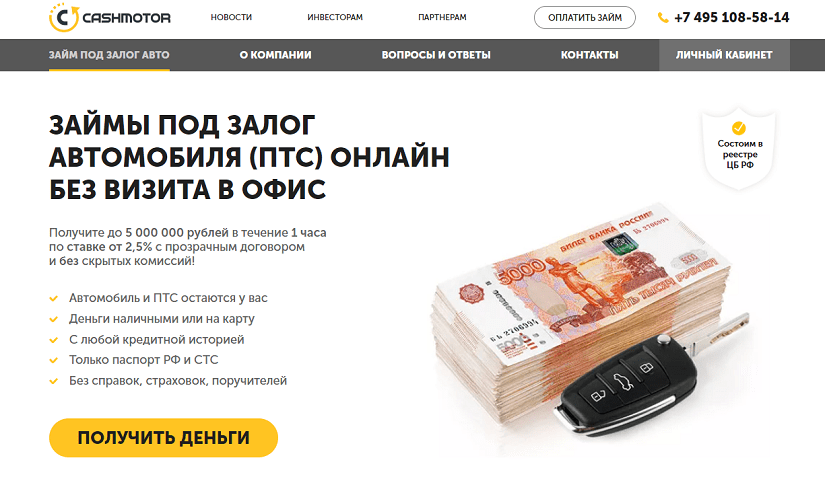 CASHMOTOR
НОВОСТИ
ИНВЕСТОРАМ
ПАРТНЕРАМ
ОПЛАТИТЬ ЗАЙМ
+7 495 108-58-14
ЗАЙМ ПОД ЗАЛОГ АВТО
О КОМПАНИИ
ВОПРОСЫ И ОТВЕТЫ
КОНТАКТЫ
ЛИЧНЫЙ КАБИНЕТ
ЗАЙМЫ ПОД ЗАЛОГ
АВТОМОБИЛЯ (ПТС) ОНЛАЙН
БЕЗ ВИЗИТА В ОФИС
Состоим в
реестре
ЦБ РФ
Получите до 5 000 000 рублей в течение 1 часа
по ставке от 2,5% с прозрачным договором
и без скрытых комиссий!
Автомобиль и ПТС остаются у вас
Деньги наличными или на карту
С любой кредитной историей
Только паспорт РФ и СТС
Без справок, страховок, поручителей
ПОЛУЧИТЬ ДЕНЬГИ
БИЛЕТ БАНКА РОССИИ
5000
ПЯТЬ ТЫСЯЧ РУБЛЕЙ
2706994
5000